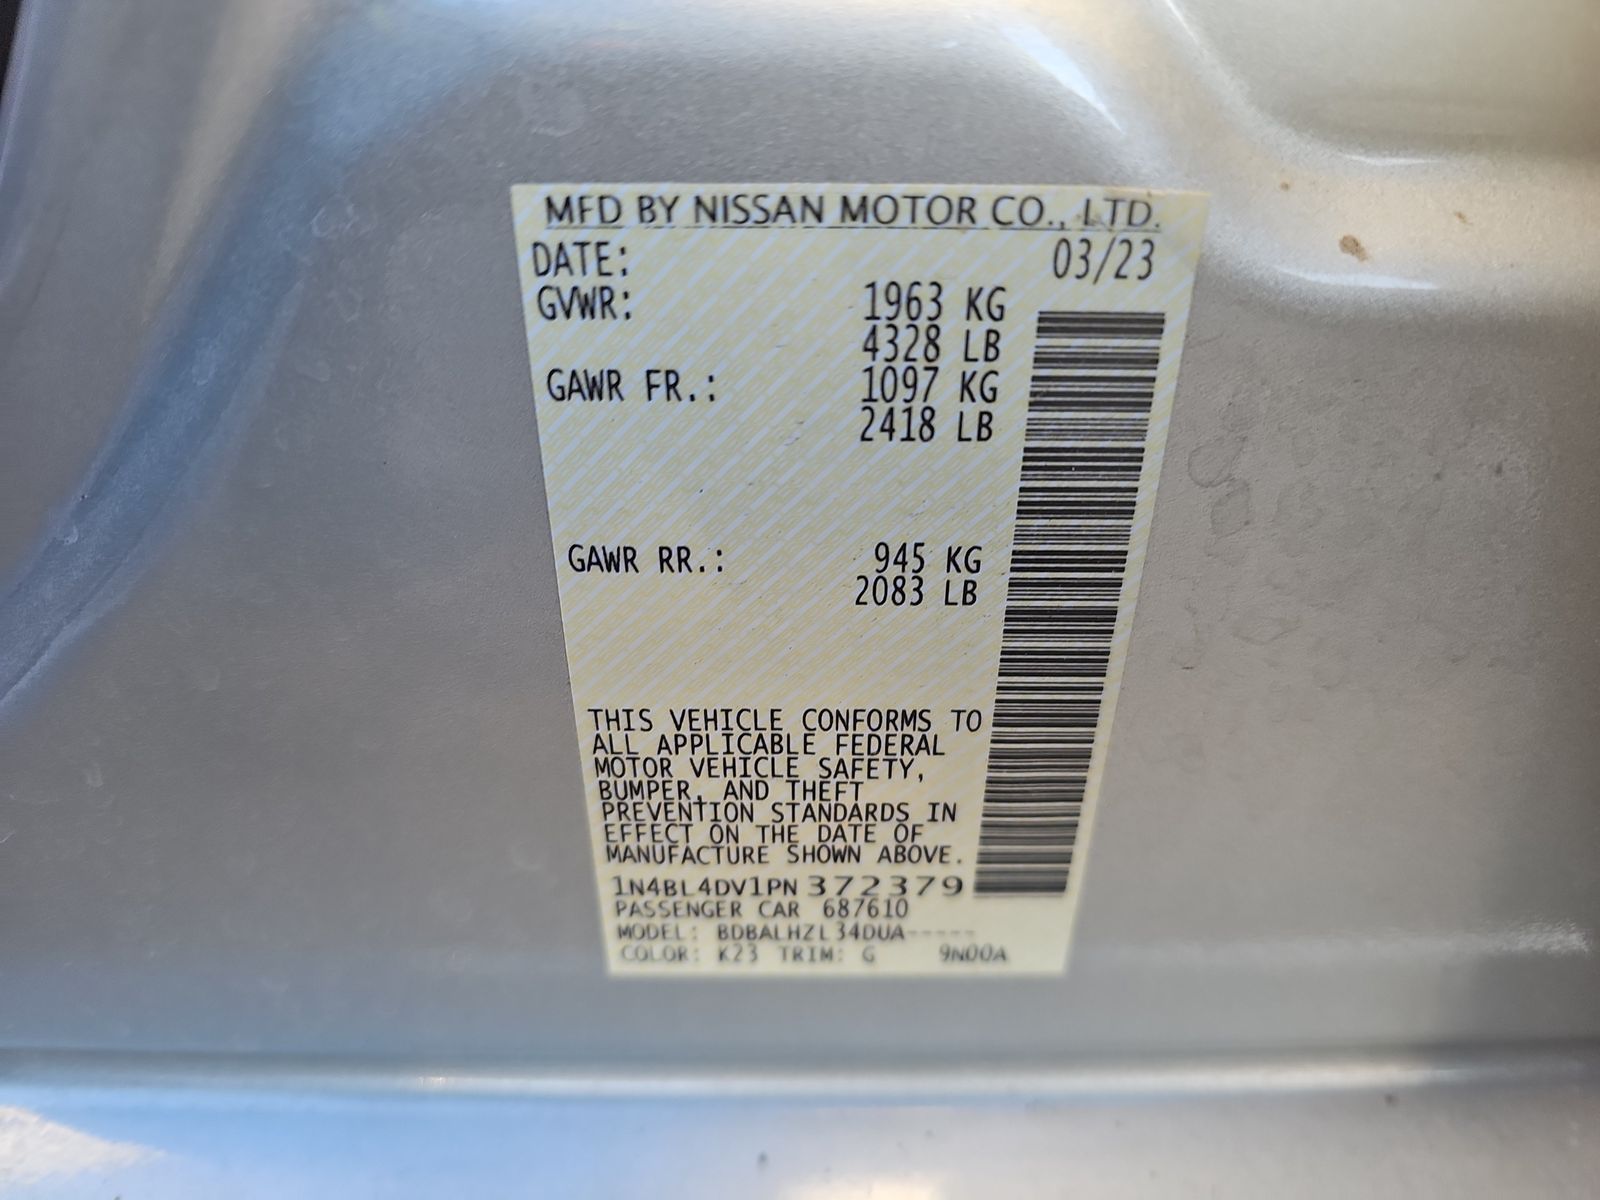 MFD BY NISSAN MOTOR CO., LTD.
DATE: 03/23
GVWR: 1963 KG
4328 LB
GAWR FR.: 1097 KG
2418 LB
GAWR RR.: 945 KG
2083 LB
THIS VEHICLE CONFORMS TO
ALL APPLICABLE FEDERAL
MOTOR VEHICLE SAFETY,
BUMPER, AND THEFT
PREVENTION STANDARDS IN
EFFECT ON THE DATE OF
MANUFACTURE SHOWN ABOVE.
1N4BL4DV1PN372379
PASSENGER CAR 687610
MODEL: BDBALHZL34DUA-----
COLOR: K23 TRIM: G 9N00A